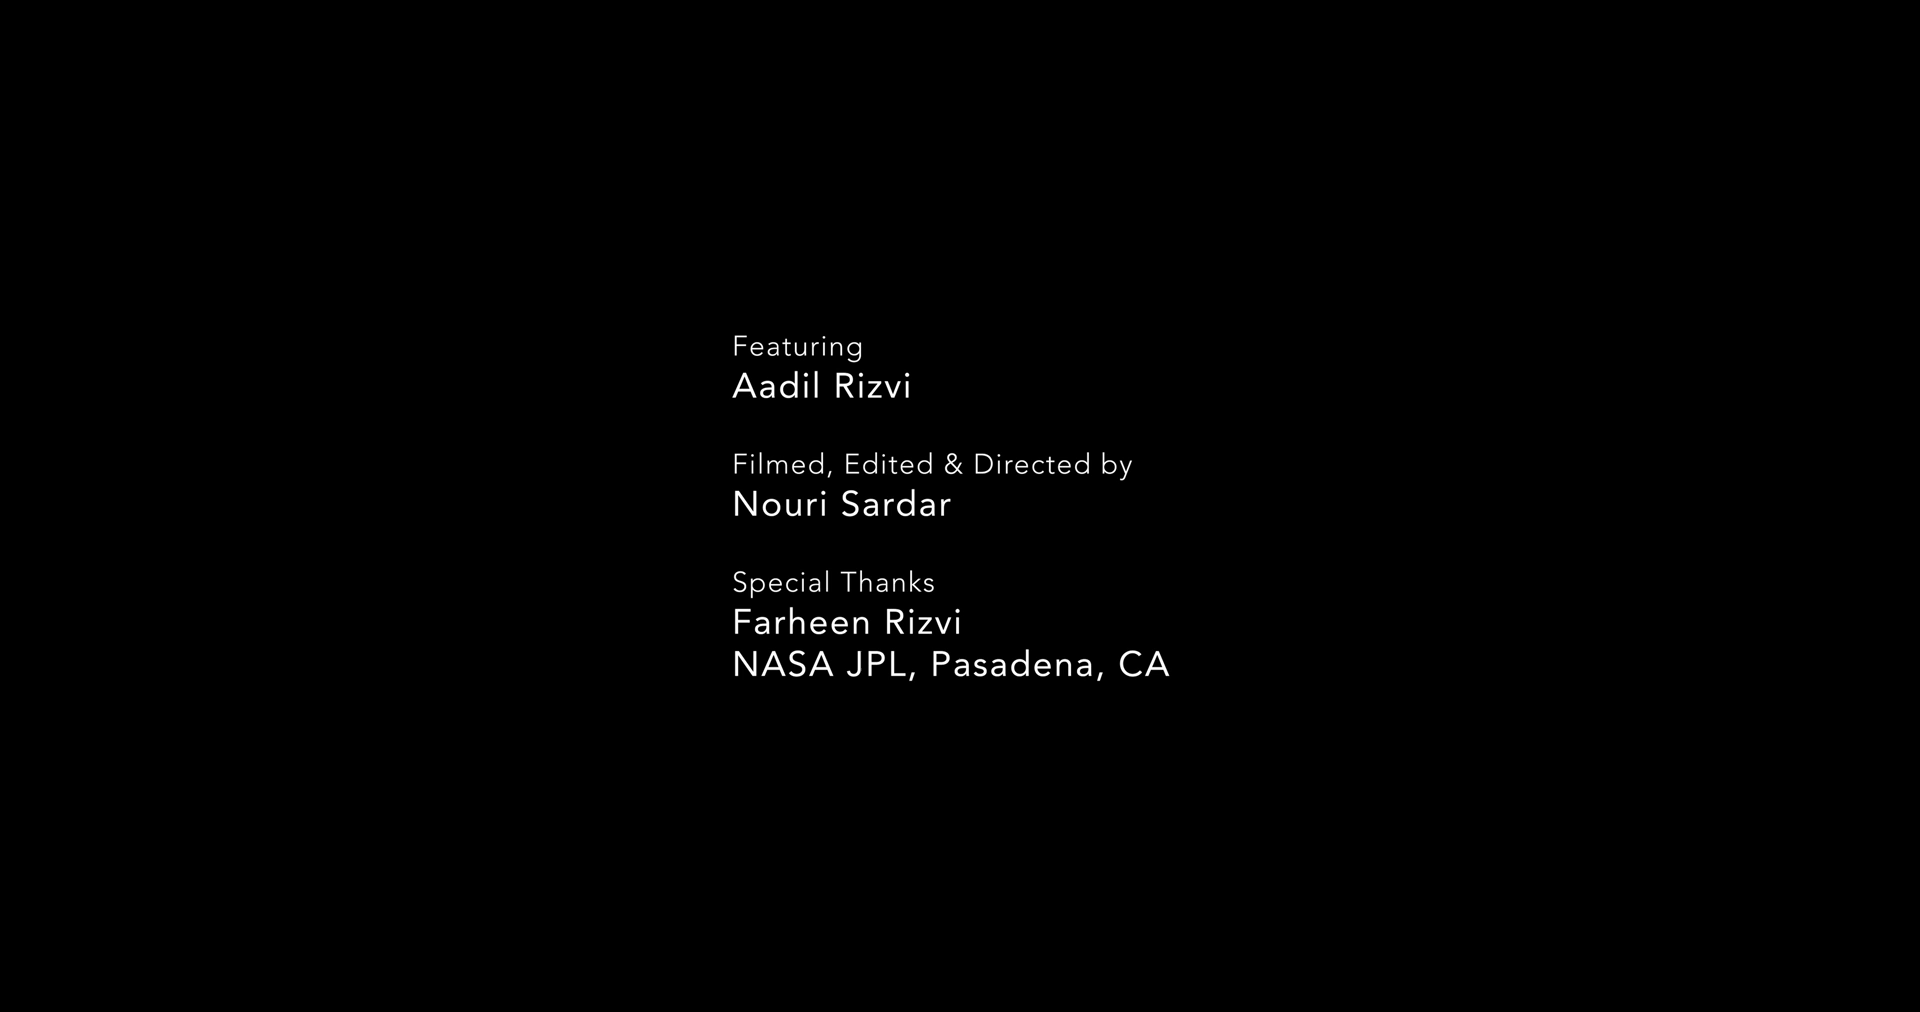 Featuring
Aadil Rizvi
Filmed, Edited & Directed by
Nouri Sardar
Special Thanks
Farheen Rizvi
NASA JPL, Pasadena, CA